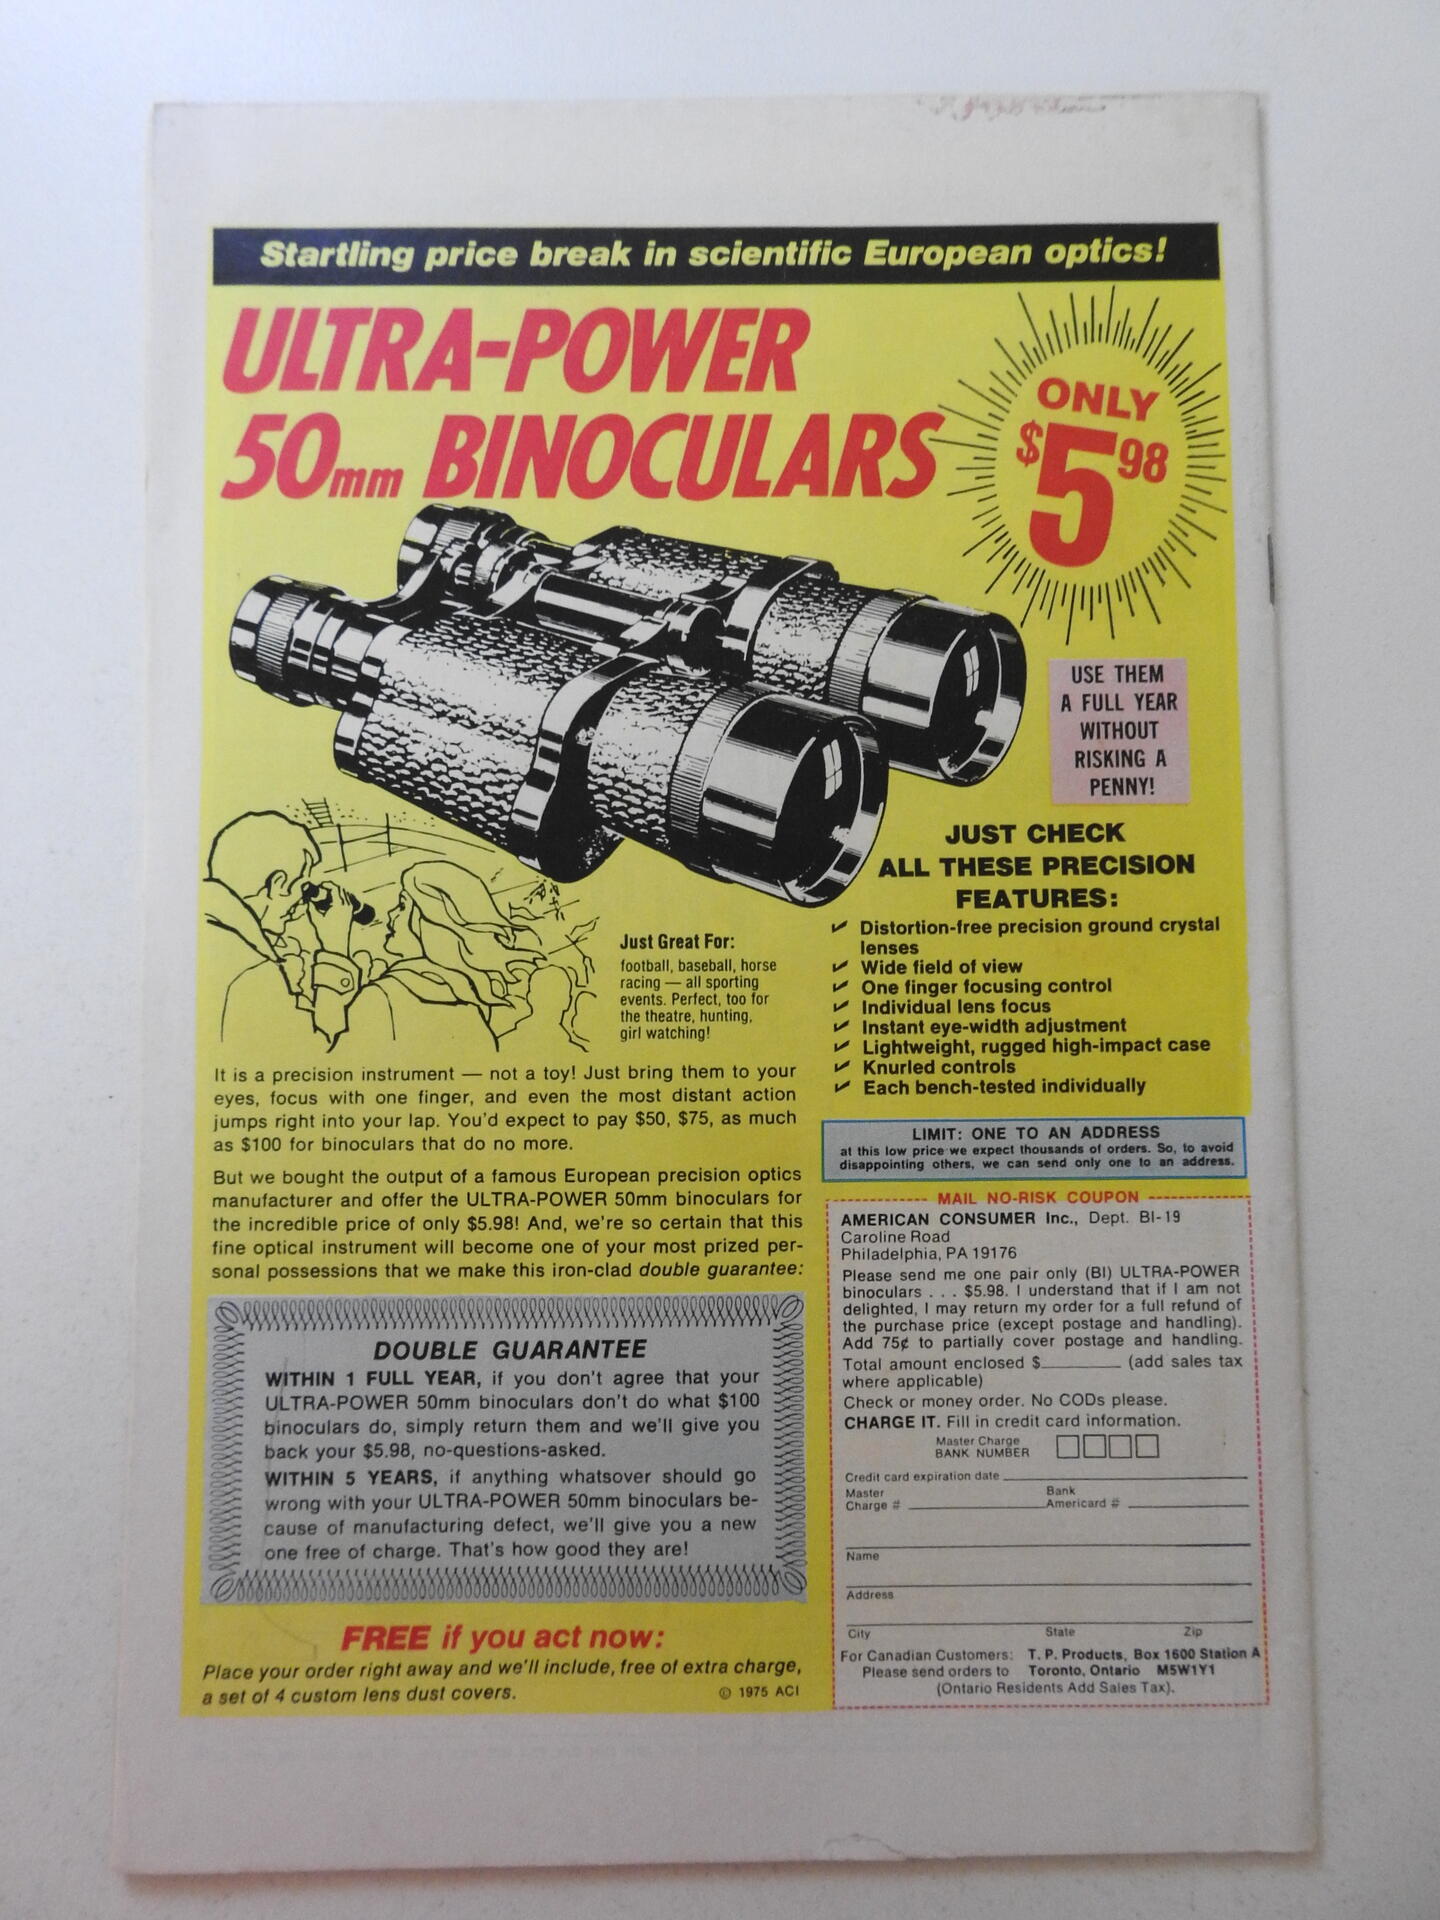 Startling price break in scientific European optics!
ULTRA-POWER
50mm BINOCULARS
ONLY
$5.98
USE THEM
A FULL YEAR
WITHOUT
RISKING A
PENNY!
JUST CHECK
ALL THESE PRECISION
FEATURES:
✔ Distortion-free precision ground crystal
lenses
✔ Wide field of view
✔ One finger focusing control
✔ Individual lens focus
✔ Instant eye-width adjustment
✔ Lightweight, rugged high-impact case
✔ Knurled controls
✔ Each bench-tested individually
Just Great For:
football, baseball, horse
racing — all sporting
events. Perfect, too for
the theatre, hunting,
girl watching!
It is a precision instrument — not a toy! Just bring them to your
eyes, focus with one finger, and even the most distant action
jumps right into your lap. You'd expect to pay $50, $75, as much
as $100 for binoculars that do no more.
But we bought the output of a famous European precision optics
manufacturer and offer the ULTRA-POWER 50mm binoculars for
the incredible price of only $5.98! And, we're so certain that this
fine optical instrument will become one of your most prized per-
sonal possessions that we make this iron-clad double guarantee:
DOUBLE GUARANTEE
WITHIN 1 FULL YEAR, if you don't agree that your
ULTRA-POWER 50mm binoculars don't do what $100
binoculars do, simply return them and we'll give you
back your $5.98, no-questions-asked.
WITHIN 5 YEARS, if anything whatsover should go
wrong with your ULTRA-POWER 50mm binoculars be-
cause of manufacturing defect, we'll give you a new
one free of charge. That's how good they are!
FREE if you act now:
Place your order right away and we'll include, free of extra charge,
a set of 4 custom lens dust covers.
© 1975 ACI
LIMIT: ONE TO AN ADDRESS
at this low price we expect thousands of orders. So, to avoid
disappointing others, we can send only one to an address.
MAIL NO-RISK COUPON
AMERICAN CONSUMER Inc., Dept. BI-19
Caroline Road
Philadelphia, PA 19176
Please send me one pair only (BI) ULTRA-POWER
binoculars . . . $5.98. I understand that if I am not
delighted, I may return my order for a full refund of
the purchase price (except postage and handling).
Add 75¢ to partially cover postage and handling.
Total amount enclosed $________ (add sales tax
where applicable)
Check or money order. No CODs please.
CHARGE IT. Fill in credit card information.
Master Charge
BANK NUMBER
Credit card expiration date
Master
Charge #
Bank
Americard #
Name
Address
City State Zip
For Canadian Customers: T. P. Products, Box 1600 Station A
Please send orders to Toronto, Ontario M5W1Y1
(Ontario Residents Add Sales Tax).